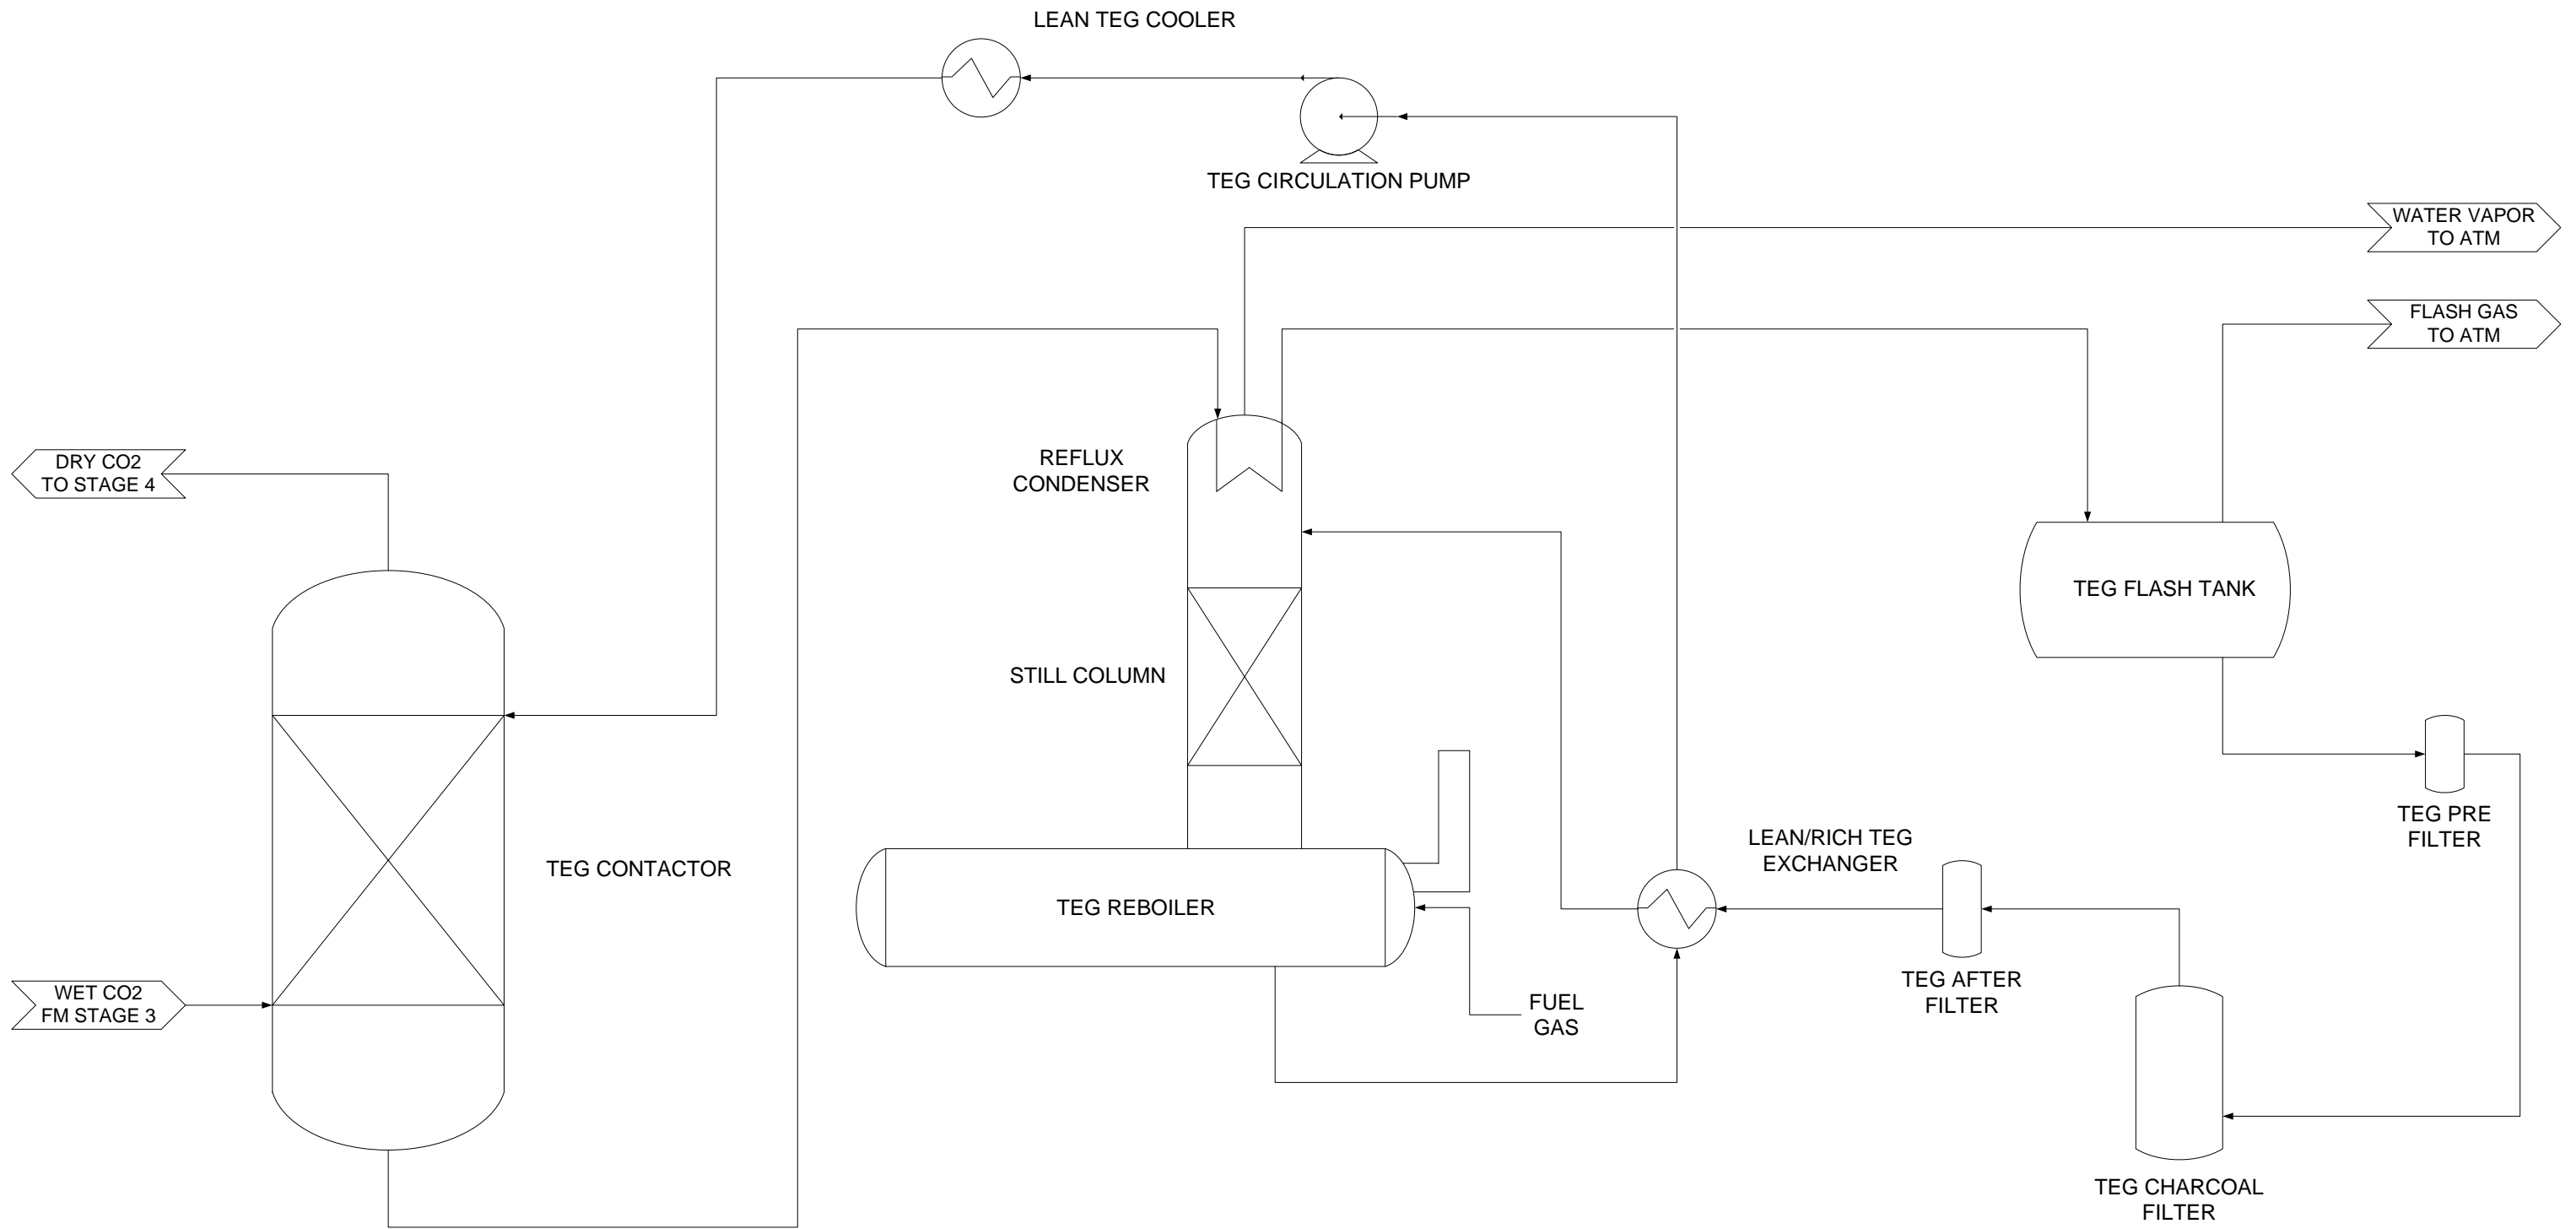 LEAN TEG COOLER
TEG CIRCULATION PUMP
WATER VAPOR
TO ATM
FLASH GAS
TO ATM
DRY CO2
TO STAGE 4
REFLUX
CONDENSER
TEG FLASH TANK
STILL COLUMN
TEG PRE
FILTER
LEAN/RICH TEG
EXCHANGER
TEG CONTACTOR
TEG REBOILER
TEG AFTER
FILTER
WET CO2
FM STAGE 3
FUEL
GAS
TEG CHARCOAL
FILTER